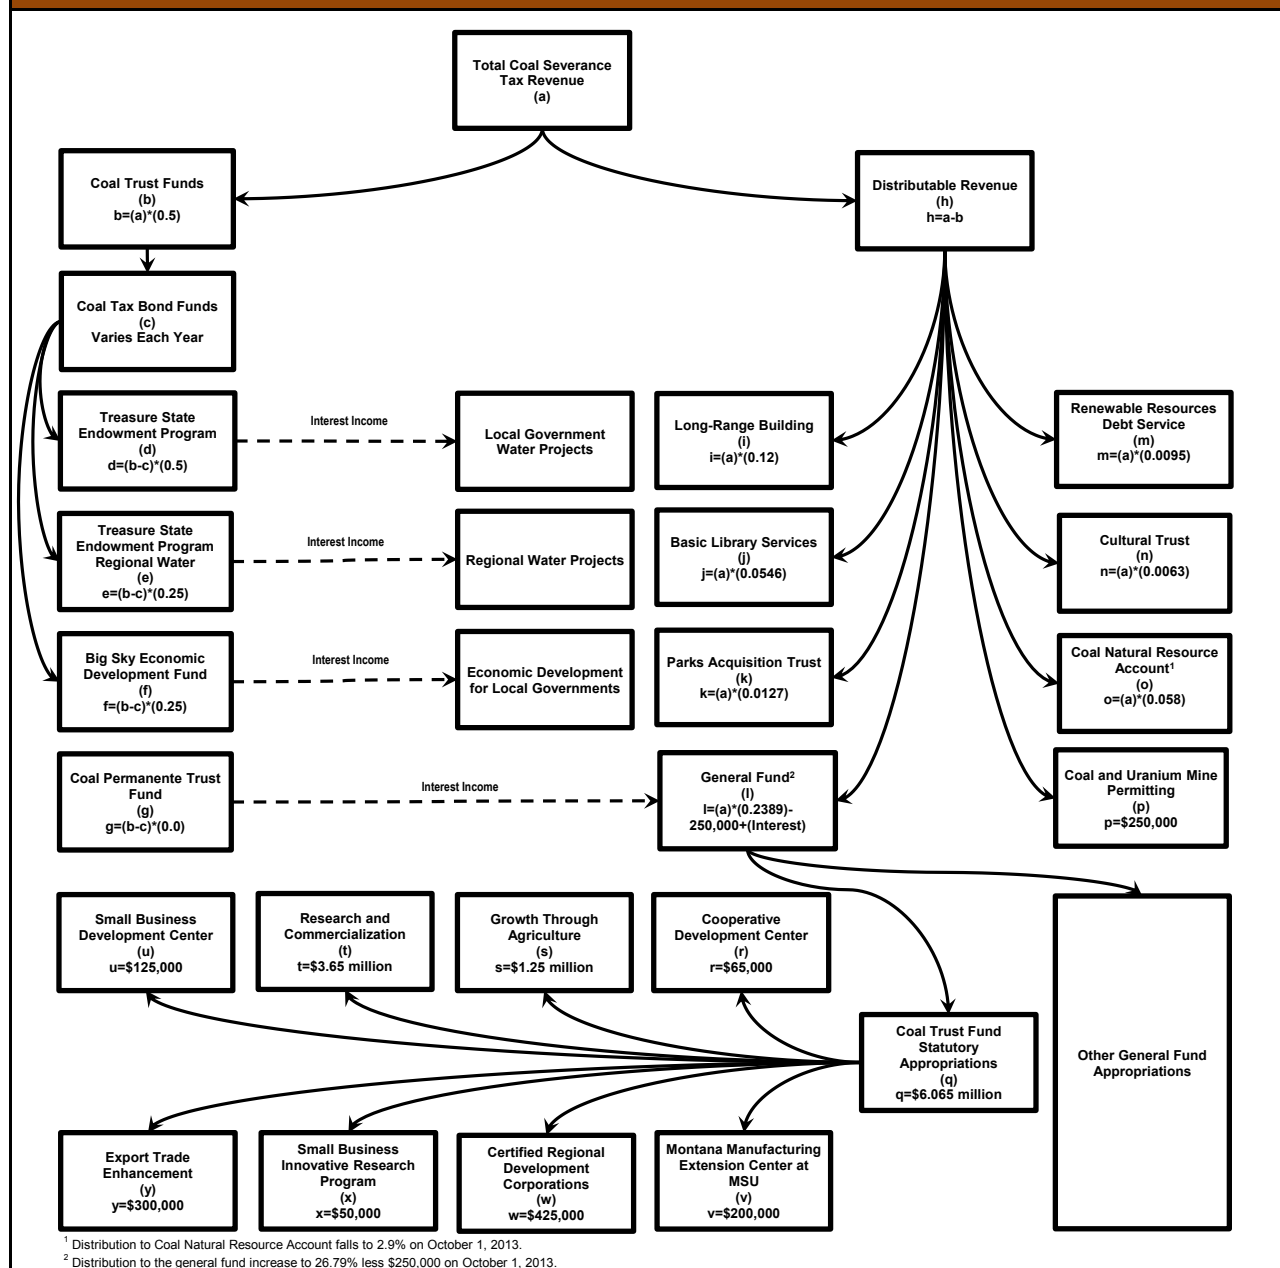 Total Coal Severance
Tax Revenue
(a)
Coal Trust Funds
(b)
b=(a)*(0.5)
Distributable Revenue
(h)
h=a-b
Coal Tax Bond Funds
(c)
Varies Each Year
Treasure State
Endowment Program
(d)
d=(b-c)*(0.5)
Interest Income
Local Government
Water Projects
Long-Range Building
(i)
i=(a)*(0.12)
Renewable Resources
Debt Service
(m)
m=(a)*(0.0095)
Treasure State
Endowment Program
Regional Water
(e)
e=(b-c)*(0.25)
Interest Income
Regional Water Projects
Basic Library Services
(j)
j=(a)*(0.0546)
Cultural Trust
(n)
n=(a)*(0.0063)
Big Sky Economic
Development Fund
(f)
f=(b-c)*(0.25)
Interest Income
Economic Development
for Local Governments
Parks Acquisition Trust
(k)
k=(a)*(0.0127)
Coal Natural Resource
Account¹
(o)
o=(a)*(0.058)
Coal Permanente Trust
Fund
(g)
g=(b-c)*(0.0)
Interest Income
General Fund²
(l)
l=(a)*(0.2389)-
250,000+(Interest)
Coal and Uranium Mine
Permitting
(p)
p=$250,000
Small Business
Development Center
(u)
u=$125,000
Research and
Commercialization
(t)
t=$3.65 million
Growth Through
Agriculture
(s)
s=$1.25 million
Cooperative
Development Center
(r)
r=$65,000
Coal Trust Fund
Statutory
Appropriations
(q)
q=$6.065 million
Other General Fund
Appropriations
Export Trade
Enhancement
(y)
y=$300,000
Small Business
Innovative Research
Program
(x)
x=$50,000
Certified Regional
Development
Corporations
(w)
w=$425,000
Montana Manufacturing
Extension Center at
MSU
(v)
v=$200,000
¹ Distribution to Coal Natural Resource Account falls to 2.9% on October 1, 2013.
² Distribution to the general fund increase to 26.79% less $250,000 on October 1, 2013.